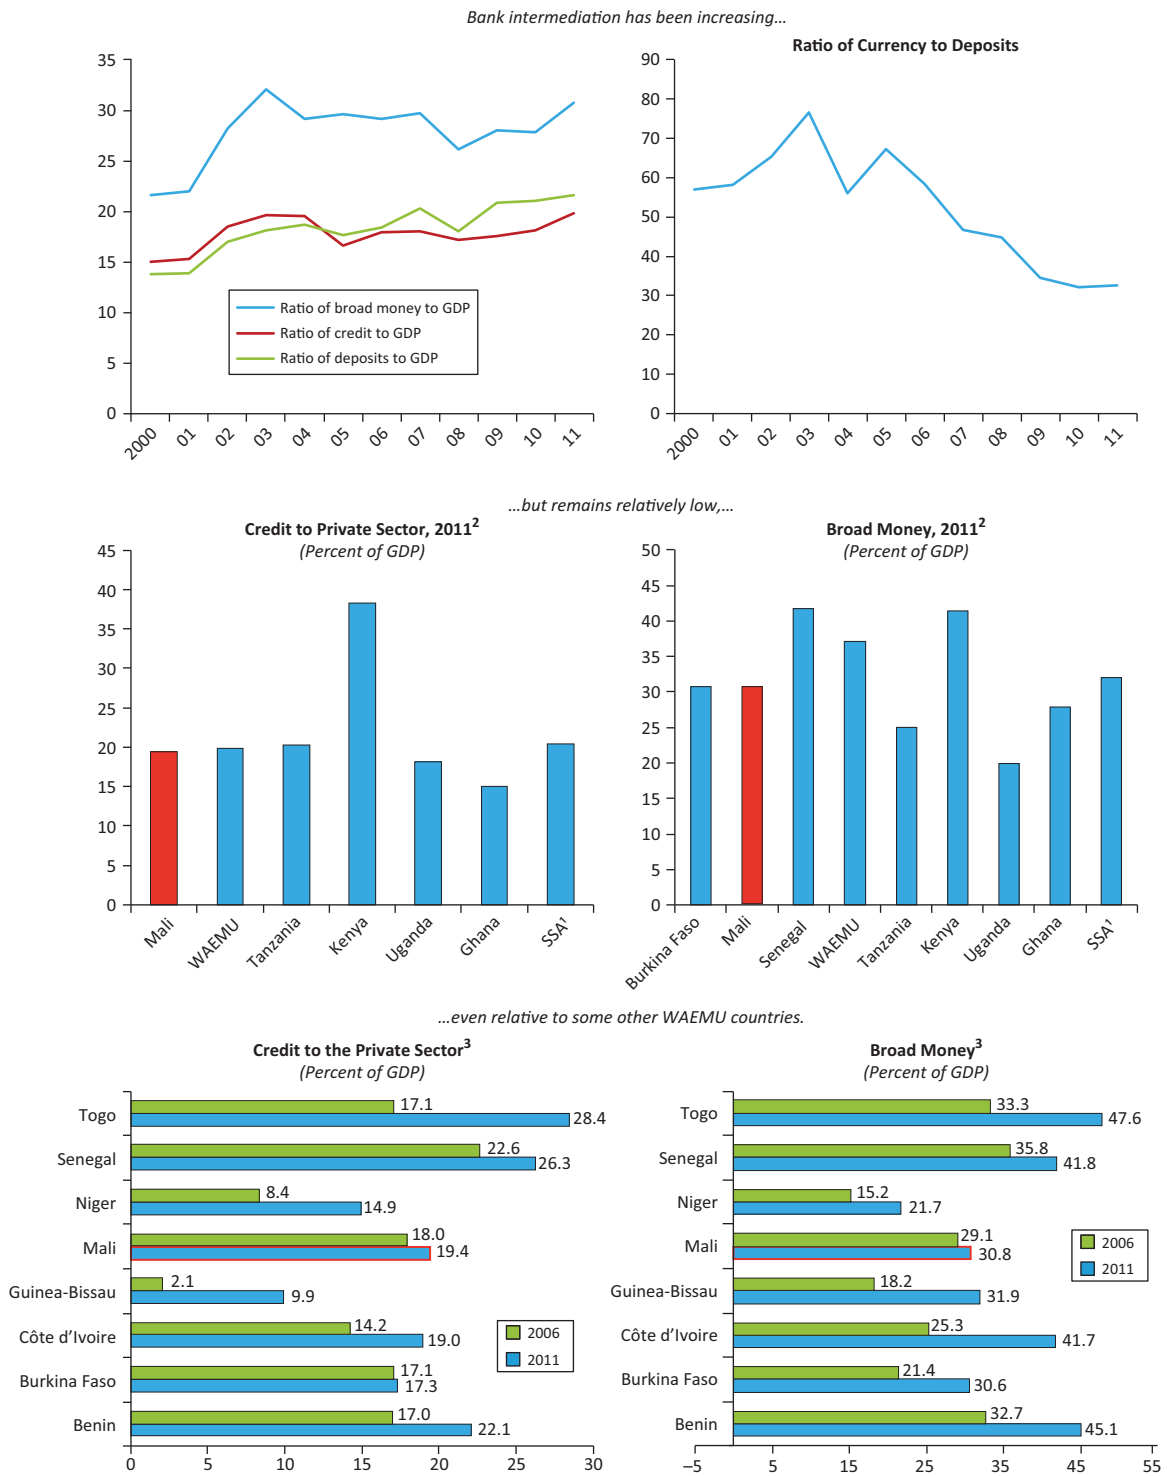 Bank intermediation has been increasing…
Ratio of Currency to Deposits
35
30
25
20
15
10
5
0
Ratio of broad money to GDP
Ratio of credit to GDP
Ratio of deposits to GDP
2000 01 02 03 04 05 06 07 08 09 10 11
90
80
70
60
50
40
30
20
10
0
2000 01 02 03 04 05 06 07 08 09 10 11
…but remains relatively low,…
Credit to Private Sector, 2011²
(Percent of GDP)
45
40
35
30
25
20
15
10
5
0
Mali WAEMU Tanzania Kenya Uganda Ghana SSA¹
Broad Money, 2011²
(Percent of GDP)
50
45
40
35
30
25
20
15
10
5
0
Burkina Faso Mali Senegal WAEMU Tanzania Kenya Uganda Ghana SSA¹
…even relative to some other WAEMU countries.
Credit to the Private Sector³
(Percent of GDP)
Togo 17.1 28.4
Senegal 22.6 26.3
Niger 8.4 14.9
Mali 18.0 19.4
Guinea-Bissau 2.1 9.9
Côte d’Ivoire 14.2 19.0
Burkina Faso 17.1 17.3
Benin 17.0 22.1
2006
2011
0 5 10 15 20 25 30
Broad Money³
(Percent of GDP)
Togo 33.3 47.6
Senegal 35.8 41.8
Niger 15.2 21.7
Mali 29.1 30.8
Guinea-Bissau 18.2 31.9
Côte d’Ivoire 25.3 41.7
Burkina Faso 21.4 30.6
Benin 32.7 45.1
2006
2011
–5 5 15 25 35 45 55